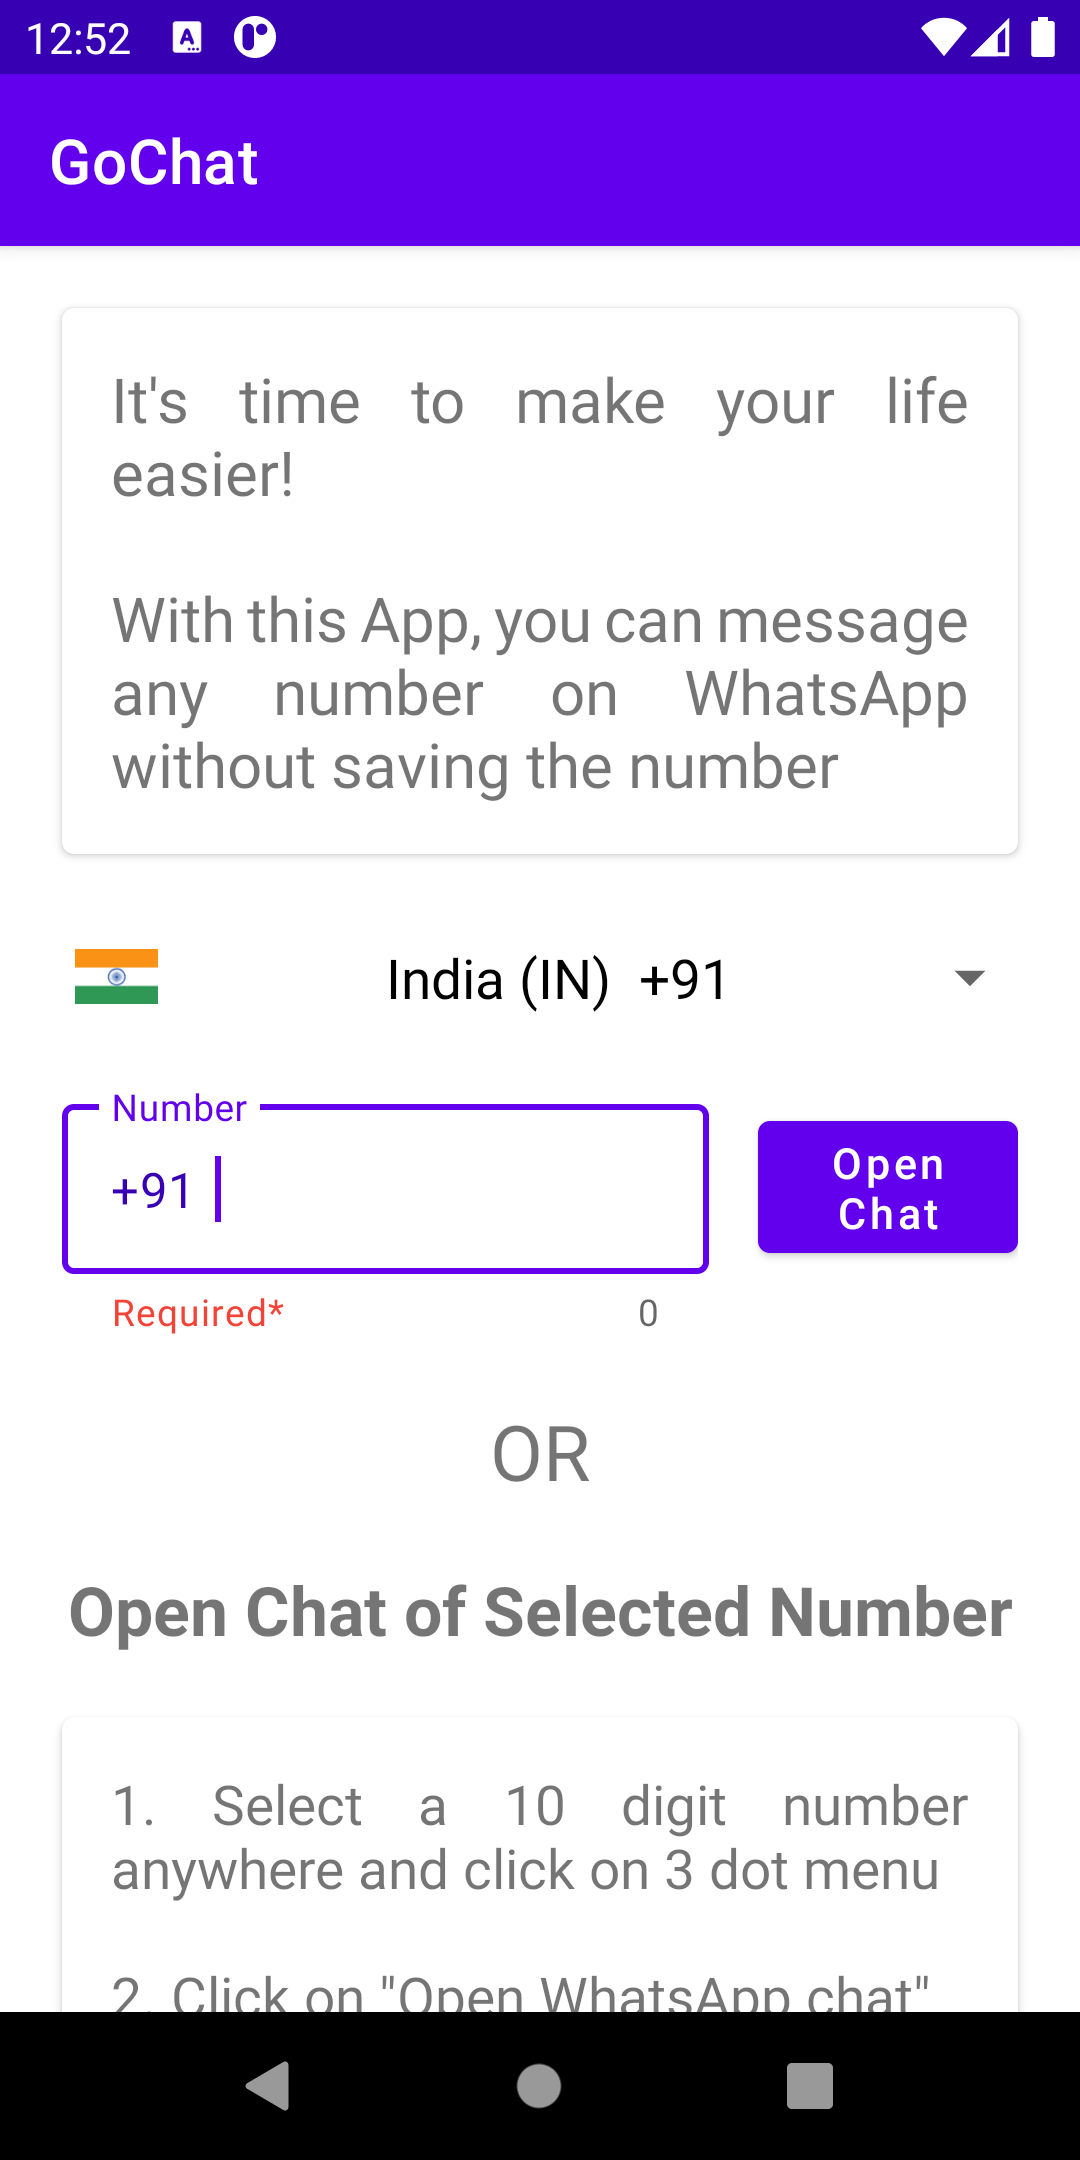 12:52
GoChat
It's time to make your life
easier!
With this App, you can message
any number on WhatsApp
without saving the number
India (IN) +91
Number
+91
Open
Chat
Required*
0
OR
Open Chat of Selected Number
1. Select a 10 digit number
anywhere and click on 3 dot menu
2. Click on "Open WhatsApp chat"